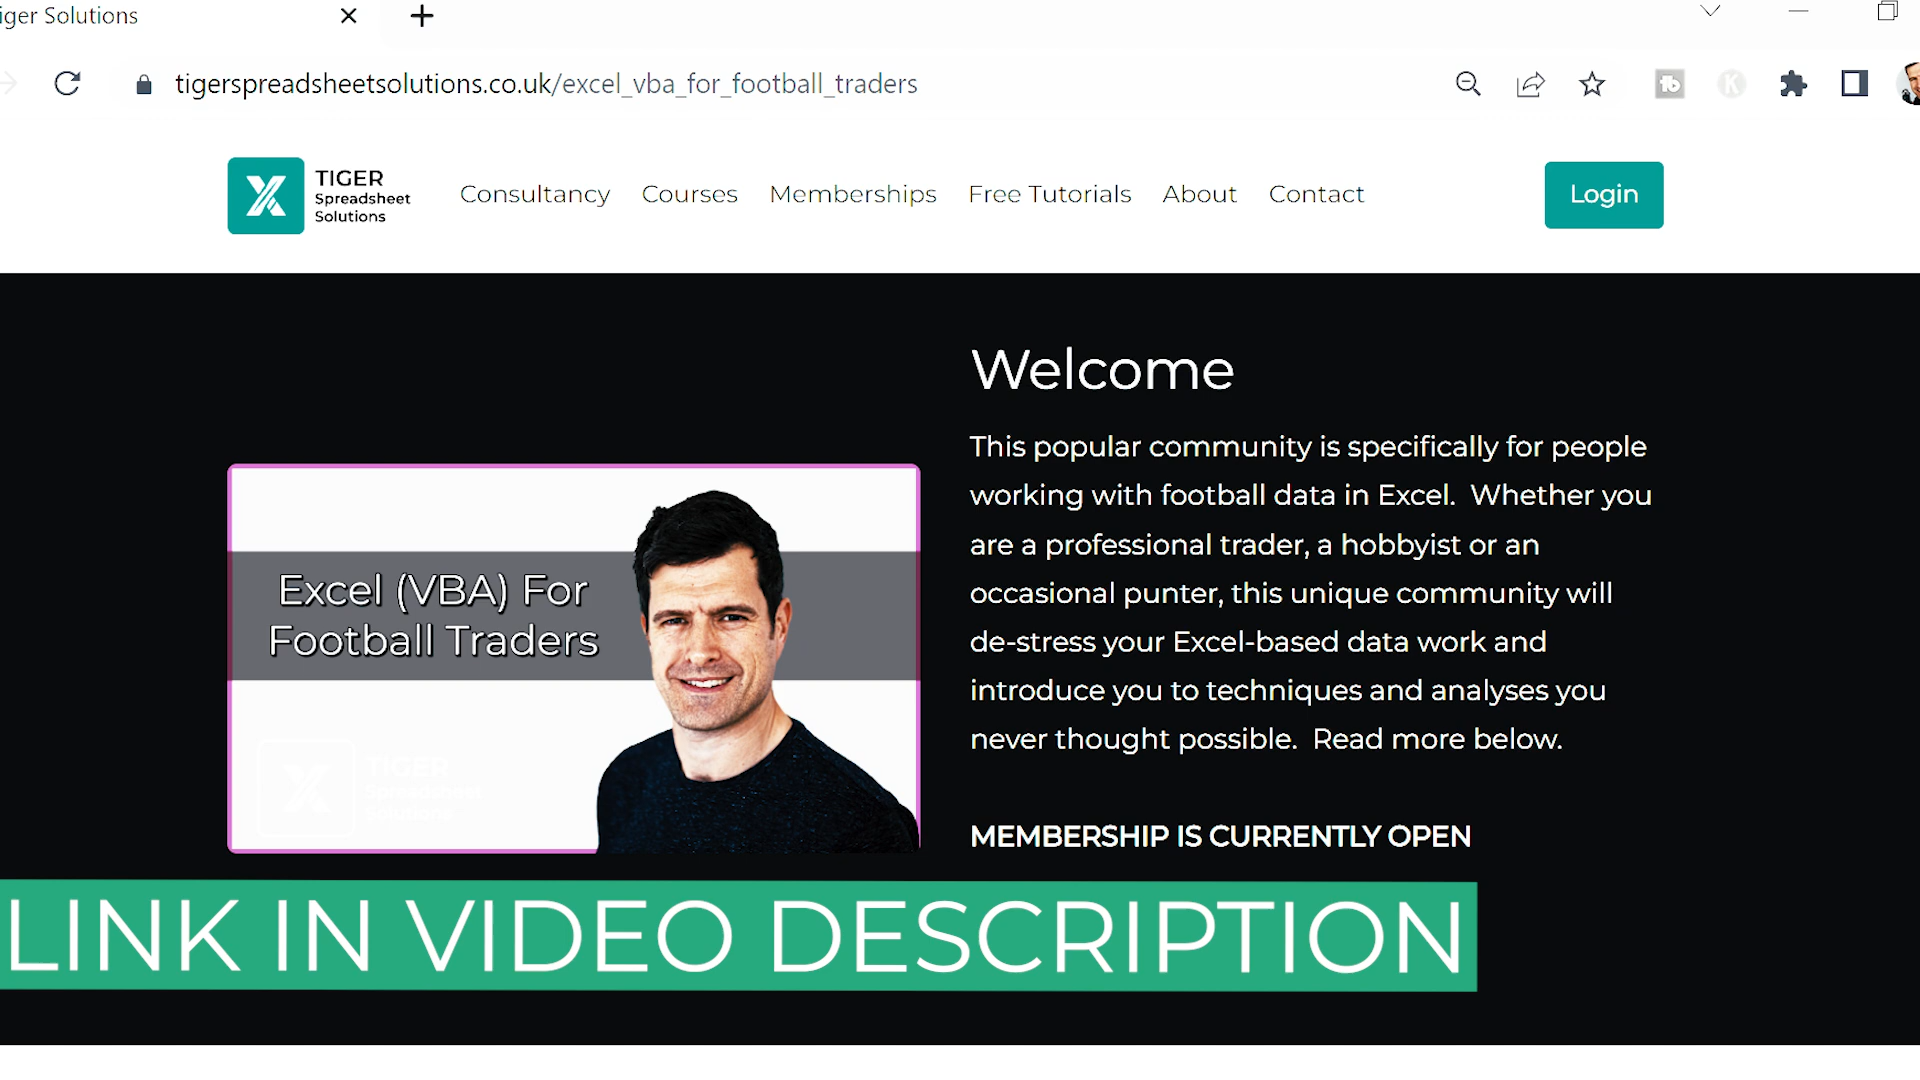 iger Solutions
tigerspreadsheetsolutions.co.uk/excel_vba_for_football_traders
TIGER
Spreadsheet
Solutions
Consultancy Courses Memberships Free Tutorials About Contact
Login
Welcome
This popular community is specifically for people
working with football data in Excel. Whether you
are a professional trader, a hobbyist or an
occasional punter, this unique community will
de-stress your Excel-based data work and
introduce you to techniques and analyses you
never thought possible. Read more below.
MEMBERSHIP IS CURRENTLY OPEN
Excel (VBA) For
Football Traders
TIGER
Spreadsheet
Solutions
LINK IN VIDEO DESCRIPTION